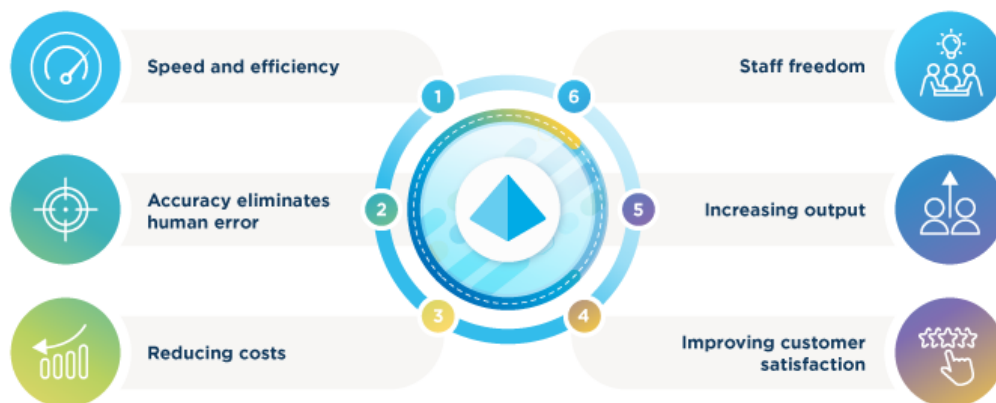 Speed and efficiency
1
Accuracy eliminates
human error
2
Reducing costs
3
4
Improving customer
satisfaction
5
Increasing output
6
Staff freedom